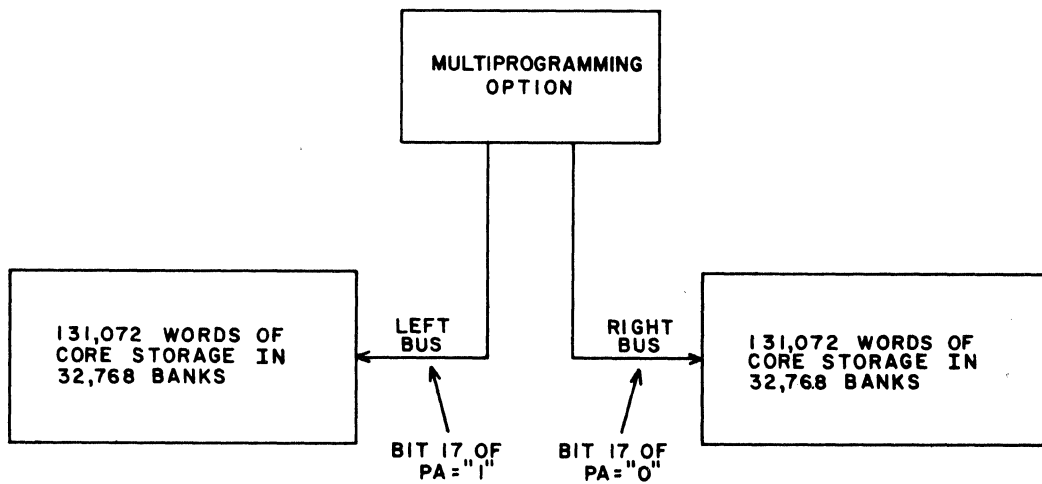 MULTIPROGRAMMING
OPTION
LEFT
BUS
RIGHT
BUS
131,072 WORDS OF
CORE STORAGE IN
32,768 BANKS
131,072 WORDS OF
CORE STORAGE IN
32,768 BANKS
BIT 17 OF
PA="1"
BIT 17 OF
PA="0"